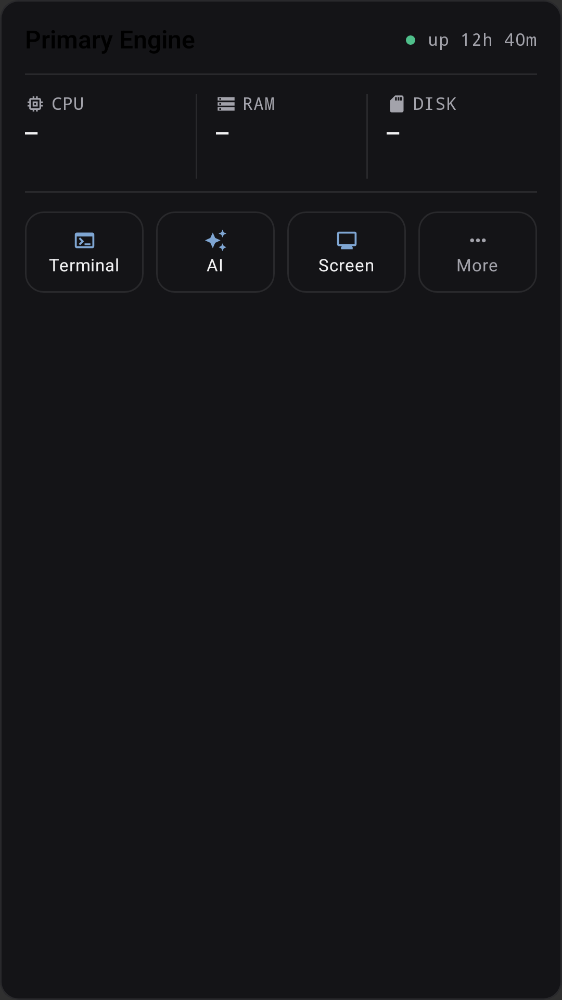 Primary Engine
up 12h 40m
CPU
RAM
DISK
–
–
–
Terminal
AI
Screen
More